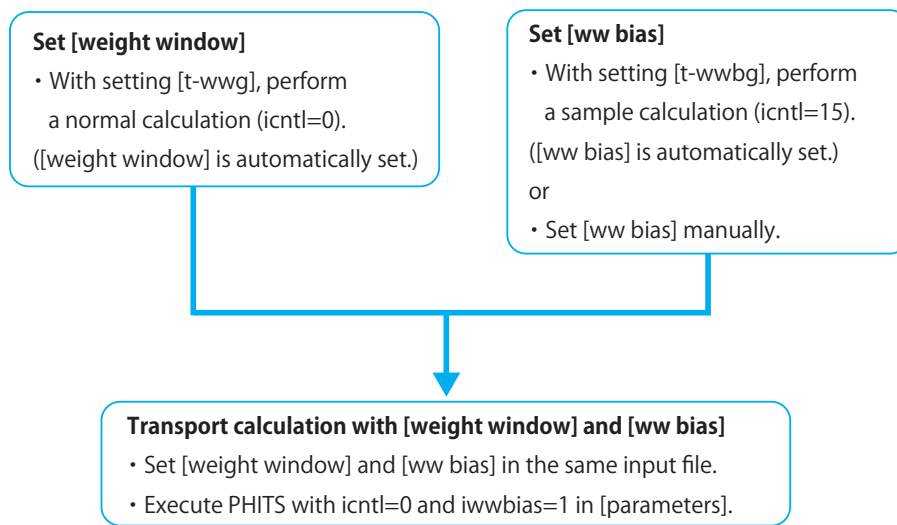 Set [weight window]
・With setting [t-wwg], perform
a normal calculation (icntl=0).
([weight window] is automatically set.)
Set [ww bias]
・With setting [t-wwbg], perform
a sample calculation (icntl=15).
([ww bias] is automatically set.)
or
・Set [ww bias] manually.
Transport calculation with [weight window] and [ww bias]
・Set [weight window] and [ww bias] in the same input file.
・Execute PHITS with icntl=0 and iwwbias=1 in [parameters].